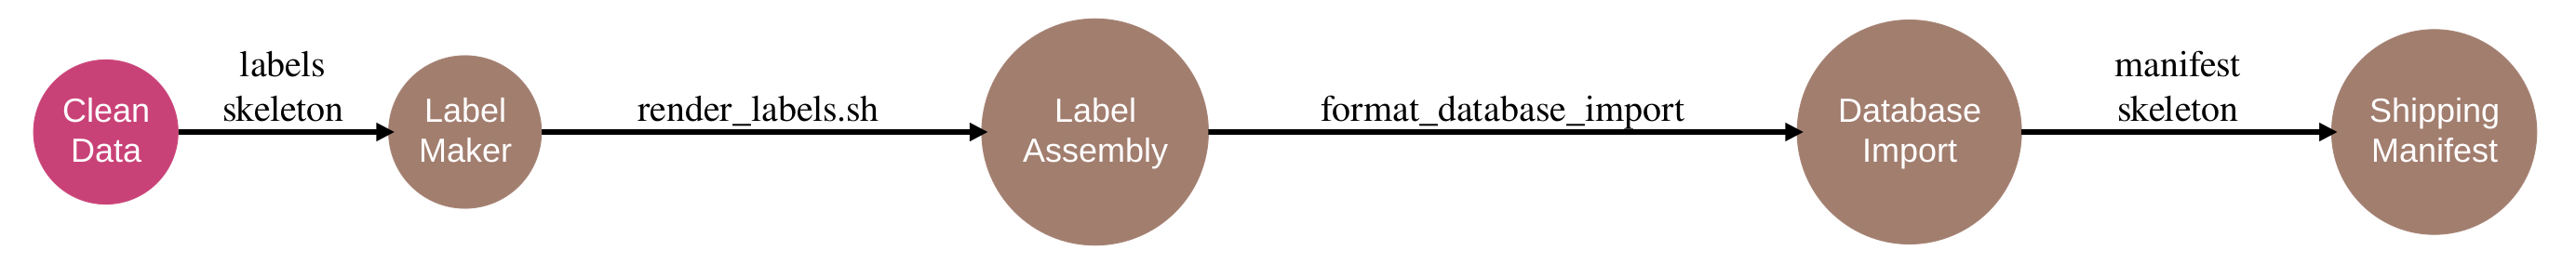 Clean
Data
labels
skeleton
Label
Maker
render_labels.sh
Label
Assembly
format_database_import
Database
Import
manifest
skeleton
Shipping
Manifest